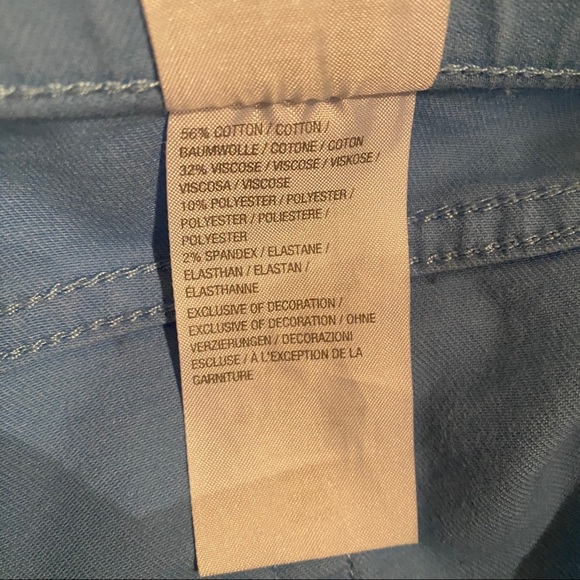 56% COTTON / COTTON /
BAUMWOLLE / COTONE / COTON
32% VISCOSE / VISCOSE / VISKOSE /
VISCOSA / VISCOSE
10% POLYESTER / POLYESTER /
POLYESTER / POLIESTERE /
POLYESTER
2% SPANDEX / ELASTANE /
ELASTHAN / ELASTAN /
ÉLASTHANNE
EXCLUSIVE OF DECORATION /
EXCLUSIVE OF DECORATION / OHNE
VERZIERUNGEN / DECORAZIONI
ESCLUSE / À L'EXCEPTION DE LA
GARNITURE